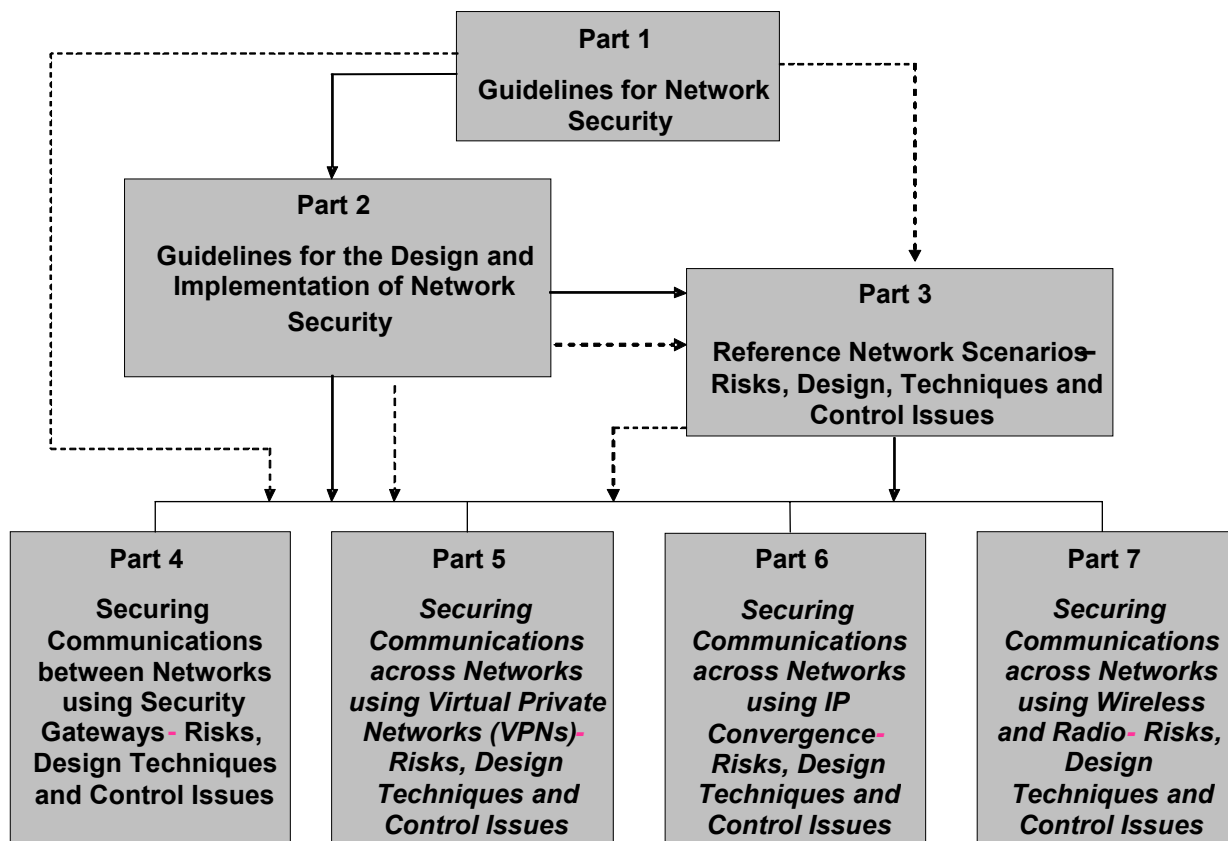 Part 1
Guidelines for Network
Security
Part 2
Guidelines for the Design and
Implementation of Network
Security
Part 3
Reference Network Scenarios–
Risks, Design, Techniques and
Control Issues
Part 4
Securing
Communications
between Networks
using Security
Gateways- Risks,
Design Techniques
and Control Issues
Part 5
Securing
Communications
across Networks
using Virtual Private
Networks (VPNs)-
Risks, Design
Techniques and
Control Issues
Part 6
Securing
Communications
across Networks
using IP
Convergence-
Risks, Design
Techniques and
Control Issues
Part 7
Securing
Communications
across Networks
using Wireless
and Radio- Risks,
Design
Techniques and
Control Issues